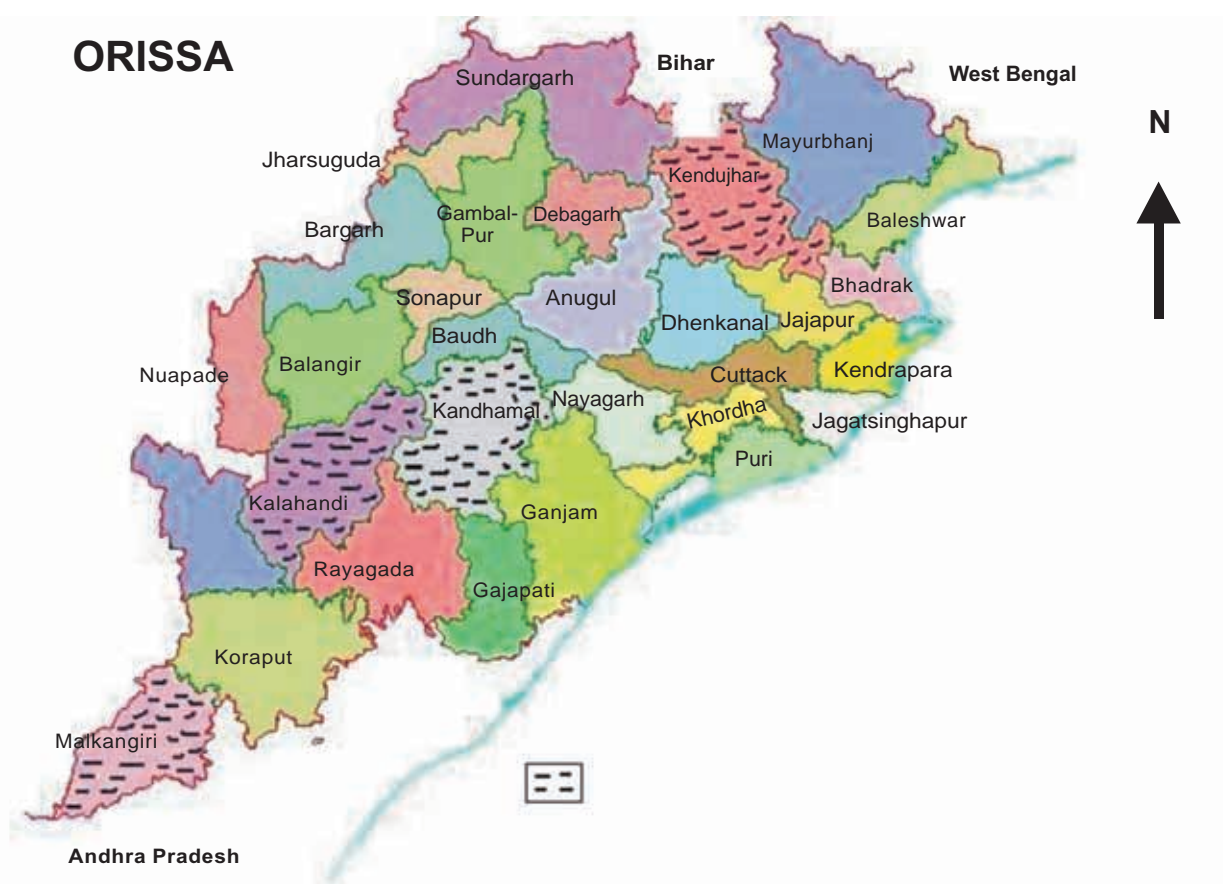 ORISSA
Bihar
West Bengal
Sundargarh
N
Mayurbhanj
Jharsuguda
Kendujhar
Gambal-
Pur
Debagarh
Baleshwar
Bargarh
Bhadrak
Sonapur
Anugul
Dhenkanal
Jajapur
Baudh
Balangir
Nuapade
Cuttack
Kendrapara
Kandhamal
Nayagarh
Khordha
Jagatsinghapur
Puri
Kalahandi
Ganjam
Rayagada
Gajapati
Koraput
Malkangiri
Andhra Pradesh